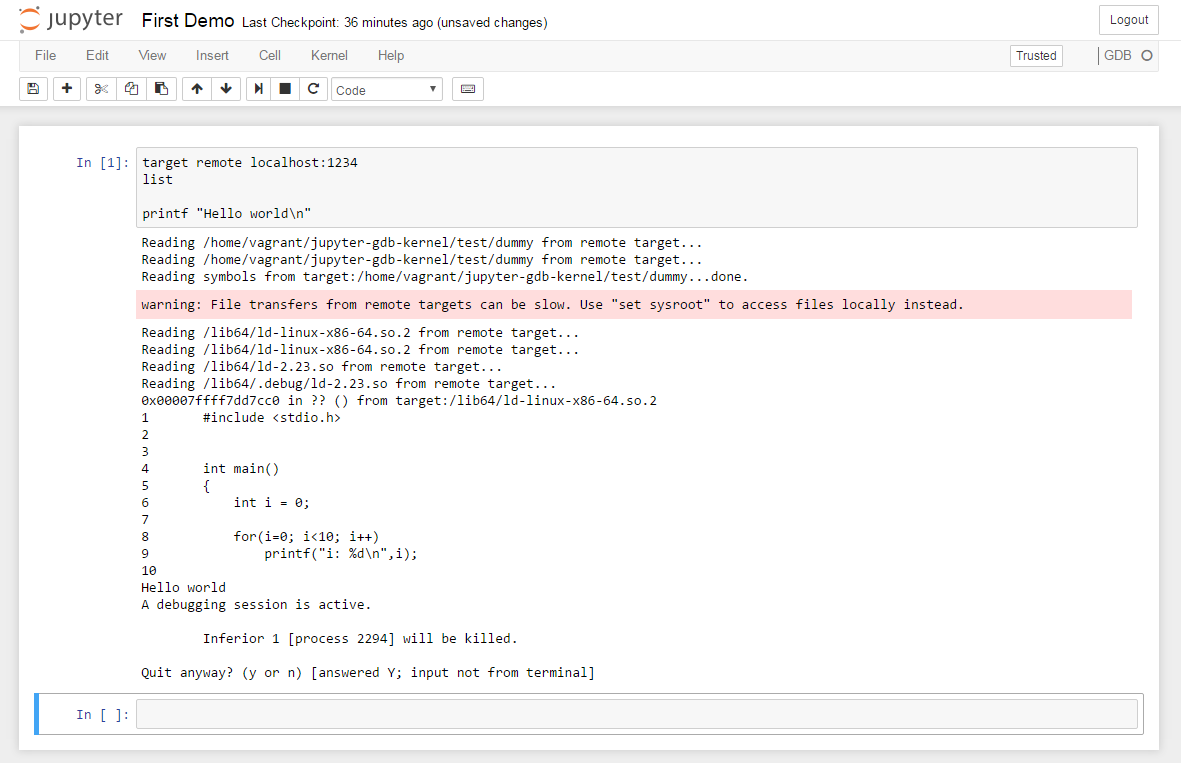 jupyter First Demo Last Checkpoint: 36 minutes ago (unsaved changes) Logout
File Edit View Insert Cell Kernel Help Trusted GDB
Code
In [1]: target remote localhost:1234
list
printf "Hello world\n"
Reading /home/vagrant/jupyter-gdb-kernel/test/dummy from remote target...
Reading /home/vagrant/jupyter-gdb-kernel/test/dummy from remote target...
Reading symbols from target:/home/vagrant/jupyter-gdb-kernel/test/dummy...done.
warning: File transfers from remote targets can be slow. Use "set sysroot" to access files locally instead.
Reading /lib64/ld-linux-x86-64.so.2 from remote target...
Reading /lib64/ld-linux-x86-64.so.2 from remote target...
Reading /lib64/ld-2.23.so from remote target...
Reading /lib64/.debug/ld-2.23.so from remote target...
0x00007ffff7dd7cc0 in ?? () from target:/lib64/ld-linux-x86-64.so.2
1 #include <stdio.h>
2
3
4 int main()
5 {
6 int i = 0;
7
8 for(i=0; i<10; i++)
9 printf("i: %d\n",i);
10
Hello world
A debugging session is active.
Inferior 1 [process 2294] will be killed.
Quit anyway? (y or n) [answered Y; input not from terminal]
In [ ]: